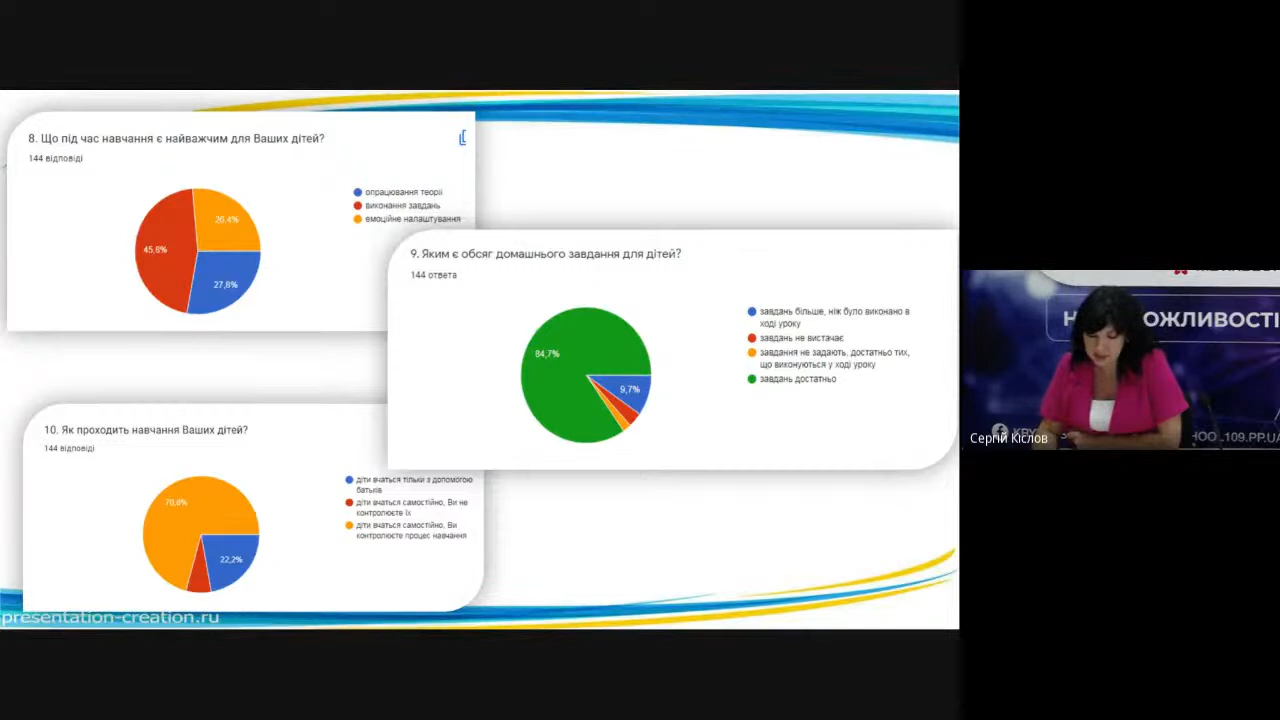 8. Що під час навчання є найважчим для Ваших дітей?
144 відповіді
опрацювання теорії
виконання завдань
емоційне налаштування
26,4%
45,8%
27,8%
9. Яким є обсяг домашнього завдання для дітей?
144 ответа
завдань більше, ніж було виконано в
ході уроку
завдань не вистачає
завдання не задають, достатньо тих,
що виконуються у ході уроку
завдань достатньо
84,7%
9,7%
10. Як проходить навчання Ваших дітей?
144 відповіді
діти вчаться тільки з допомогою
батьків
діти вчаться самостійно, Ви не
контролюєте їх
діти вчаться самостійно, Ви
контролюєте процес навчання
70,8%
22,2%
presentation-creation.ru
ОЖЛИВОСТІ
Сергій Кіслов
109.PP.UA